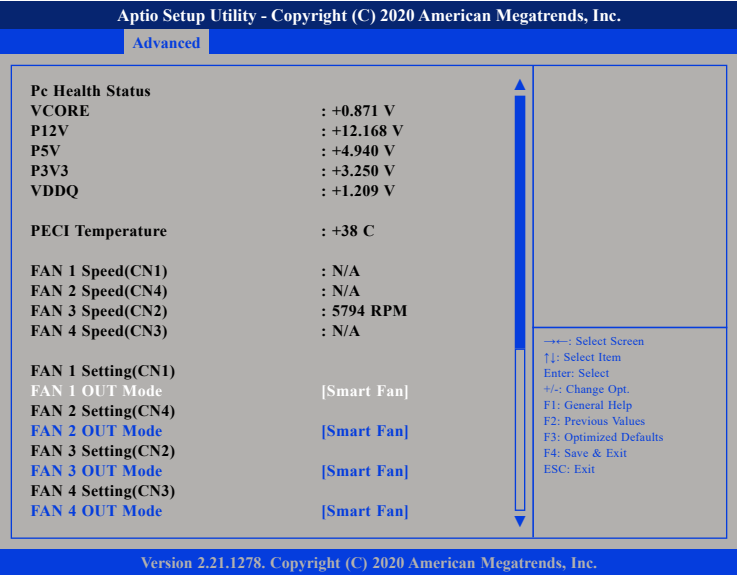 Aptio Setup Utility - Copyright (C) 2020 American Megatrends, Inc.
Advanced
Pc Health Status
VCORE : +0.871 V
P12V : +12.168 V
P5V : +4.940 V
P3V3 : +3.250 V
VDDQ : +1.209 V
PECI Temperature : +38 C
FAN 1 Speed(CN1) : N/A
FAN 2 Speed(CN4) : N/A
FAN 3 Speed(CN2) : 5794 RPM
FAN 4 Speed(CN3) : N/A
FAN 1 Setting(CN1)
FAN 1 OUT Mode [Smart Fan]
FAN 2 Setting(CN4)
FAN 2 OUT Mode [Smart Fan]
FAN 3 Setting(CN2)
FAN 3 OUT Mode [Smart Fan]
FAN 4 Setting(CN3)
FAN 4 OUT Mode [Smart Fan]
→←: Select Screen
↑↓: Select Item
Enter: Select
+/-: Change Opt.
F1: General Help
F2: Previous Values
F3: Optimized Defaults
F4: Save & Exit
ESC: Exit
Version 2.21.1278. Copyright (C) 2020 American Megatrends, Inc.